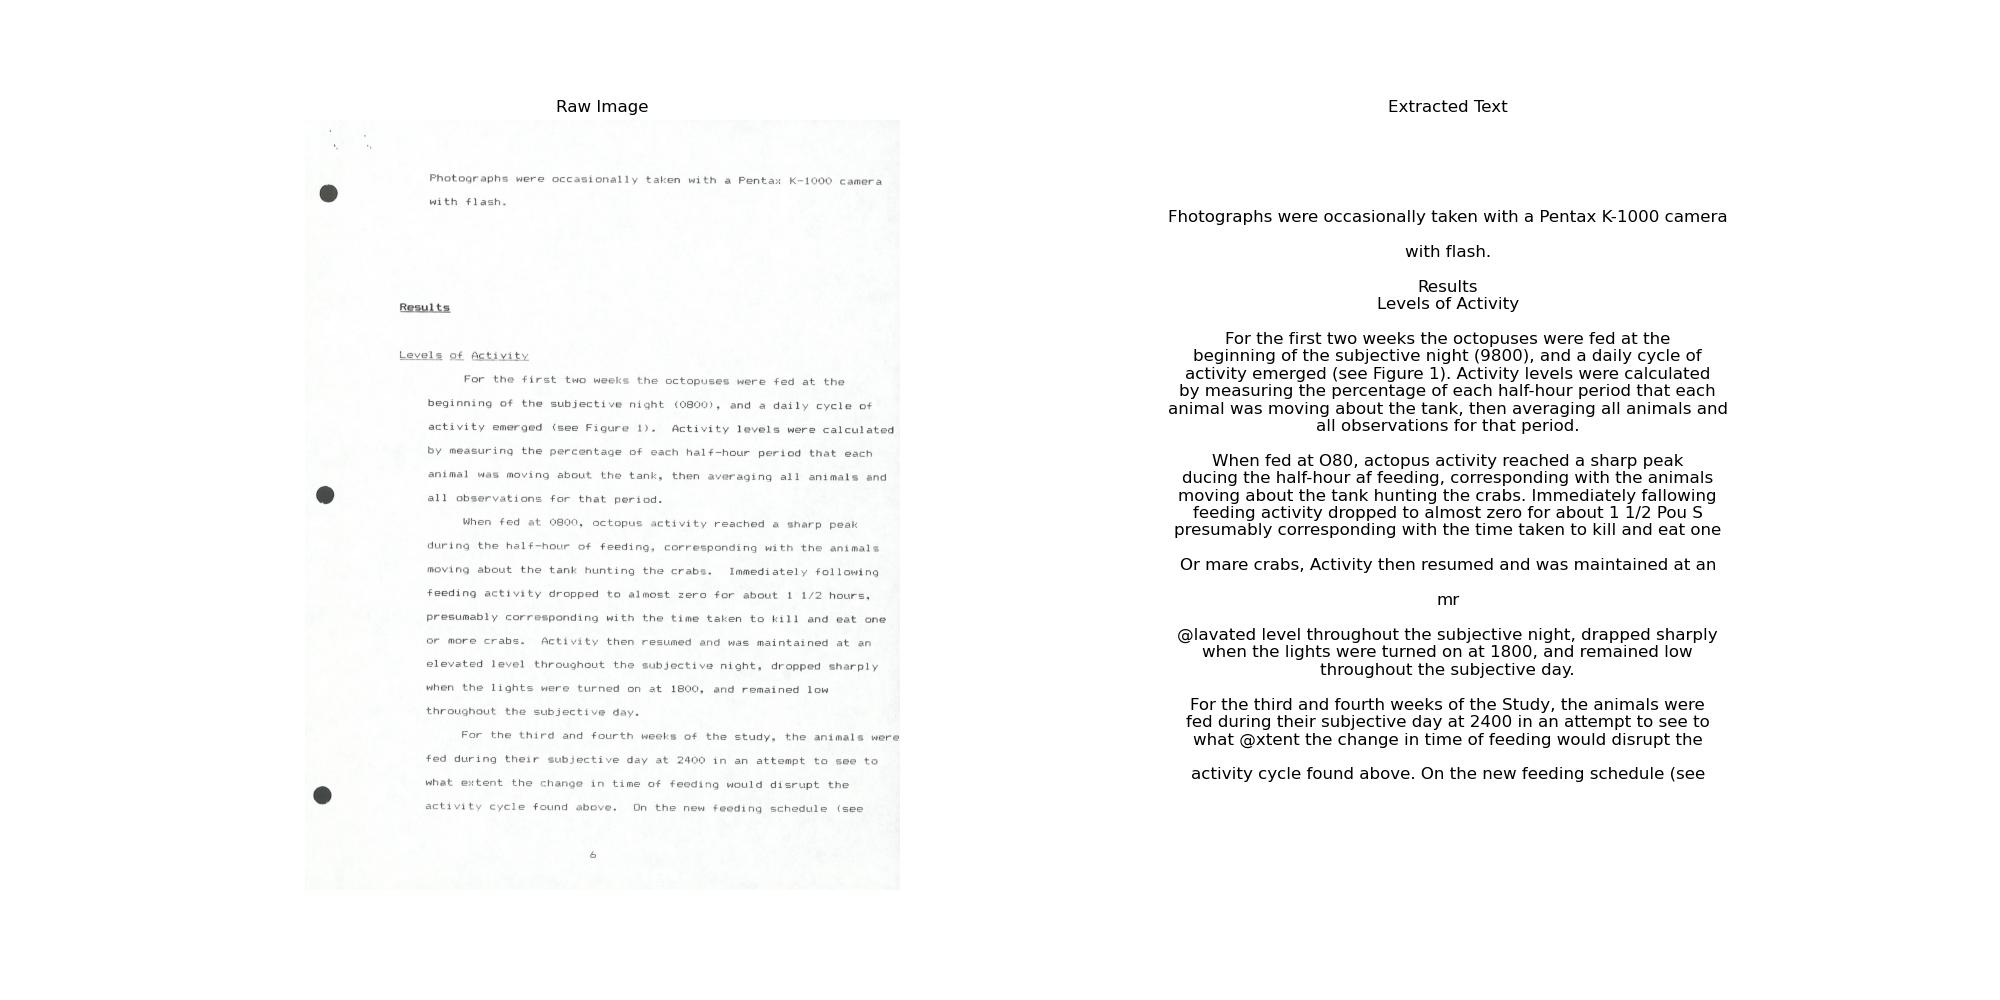 Raw Image
Photographs were occasionally taken with a Pentax K-1000 camera
with flash.
Results
Levels of Activity
For the first two weeks the octopuses were fed at the
beginning of the subjective night (0800), and a daily cycle of
activity emerged (see Figure 1). Activity levels were calculated
by measuring the percentage of each half-hour period that each
animal was moving about the tank, then averaging all animals and
all observations for that period.
When fed at 0800, octopus activity reached a sharp peak
during the half-hour of feeding, corresponding with the animals
moving about the tank hunting the crabs. Immediately following
feeding activity dropped to almost zero for about 1 1/2 hours,
presumably corresponding with the time taken to kill and eat one
or more crabs. Activity then resumed and was maintained at an
elevated level throughout the subjective night, dropped sharply
when the lights were turned on at 1800, and remained low
throughout the subjective day.
For the third and fourth weeks of the study, the animals were
fed during their subjective day at 2400 in an attempt to see to
what extent the change in time of feeding would disrupt the
activity cycle found above. On the new feeding schedule (see
6
Extracted Text
Fhotographs were occasionally taken with a Pentax K-1000 camera
with flash.
Results
Levels of Activity
For the first two weeks the octopuses were fed at the
beginning of the subjective night (9800), and a daily cycle of
activity emerged (see Figure 1). Activity levels were calculated
by measuring the percentage of each half-hour period that each
animal was moving about the tank, then averaging all animals and
all observations for that period.
When fed at O80, actopus activity reached a sharp peak
ducing the half-hour af feeding, corresponding with the animals
moving about the tank hunting the crabs. Immediately fallowing
feeding activity dropped to almost zero for about 1 1/2 Pou S
presumably corresponding with the time taken to kill and eat one
Or mare crabs, Activity then resumed and was maintained at an
mr
@lavated level throughout the subjective night, drapped sharply
when the lights were turned on at 1800, and remained low
throughout the subjective day.
For the third and fourth weeks of the Study, the animals were
fed during their subjective day at 2400 in an attempt to see to
what @xtent the change in time of feeding would disrupt the
activity cycle found above. On the new feeding schedule (see